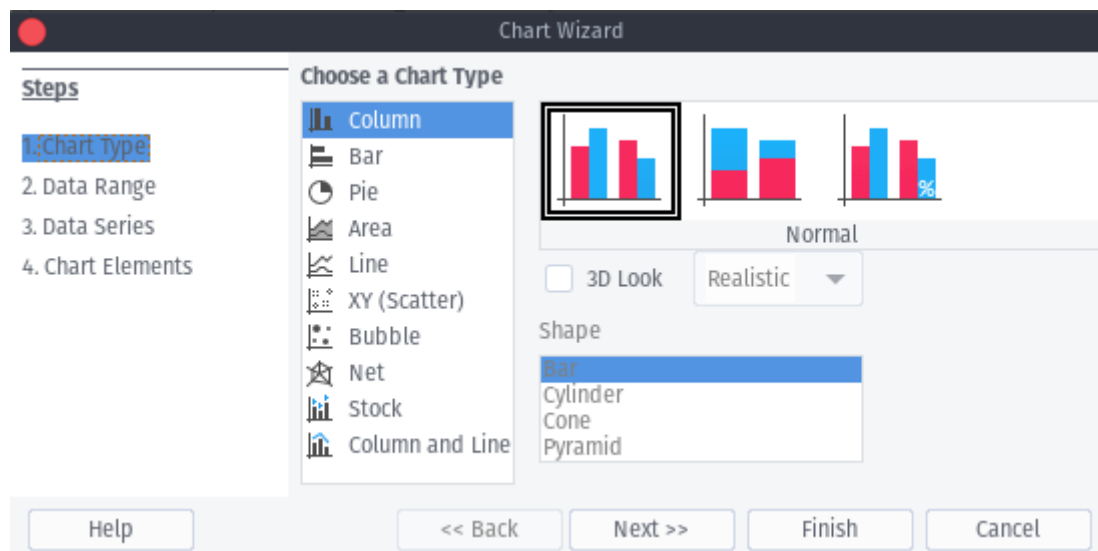 Chart Wizard
Steps
1. Chart Type
2. Data Range
3. Data Series
4. Chart Elements
Choose a Chart Type
Column
Bar
Pie
Area
Line
XY (Scatter)
Bubble
Net
Stock
Column and Line
%
Normal
3D Look
Realistic
Shape
Bar
Cylinder
Cone
Pyramid
Help
<< Back
Next >>
Finish
Cancel